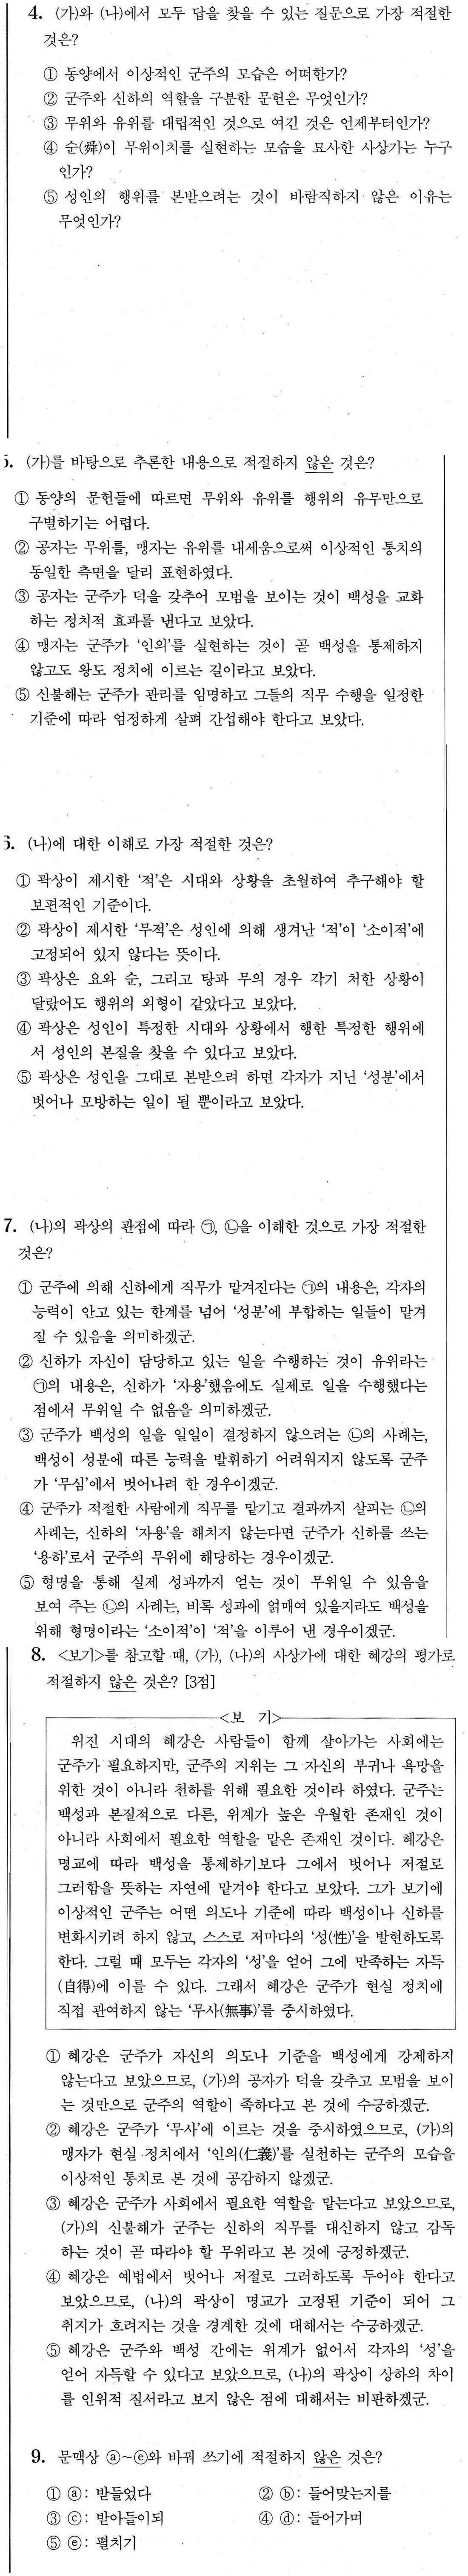 4. (가)와 (나)에서 모두 답을 찾을 수 있는 질문으로 가장 적절한
것은?
① 동양에서 이상적인 군주의 모습은 어떠한가?
② 군주와 신하의 역할을 구분한 문헌은 무엇인가?
③ 무위와 유위를 대립적인 것으로 여긴 것은 언제부터인가?
④ 순(舜)이 무위이치를 실현하는 모습을 묘사한 사상가는 누구
인가?
⑤ 성인의 행위를 본받으려는 것이 바람직하지 않은 이유는
무엇인가?
5. (가)를 바탕으로 추론한 내용으로 적절하지 않은 것은?
① 동양의 문헌들에 따르면 무위와 유위를 행위의 유무만으로
구별하기는 어렵다.
② 공자는 무위를, 맹자는 유위를 내세움으로써 이상적인 통치의
동일한 측면을 달리 표현하였다.
③ 공자는 군주가 덕을 갖추어 모범을 보이는 것이 백성을 교화
하는 정치적 효과를 낸다고 보았다.
④ 맹자는 군주가 ‘인의’를 실현하는 것이 곧 백성을 통제하지
않고도 왕도 정치에 이르는 길이라고 보았다.
⑤ 신불해는 군주가 관리를 임명하고 그들의 직무 수행을 일정한
기준에 따라 엄정하게 살펴 간섭해야 한다고 보았다.
6. (나)에 대한 이해로 가장 적절한 것은?
① 곽상이 제시한 ‘적’은 시대와 상황을 초월하여 추구해야 할
보편적인 기준이다.
② 곽상이 제시한 ‘무적’은 성인에 의해 생겨난 ‘적’이 ‘소이적’에
고정되어 있지 않다는 뜻이다.
③ 곽상은 요와 순, 그리고 탕과 무의 경우 각기 처한 상황이
달랐어도 행위의 외형이 같았다고 보았다.
④ 곽상은 성인이 특정한 시대와 상황에서 행한 특정한 행위에
서 성인의 본질을 찾을 수 있다고 보았다.
⑤ 곽상은 성인을 그대로 본받으려 하면 각자가 지닌 ‘성분’에서
벗어나 모방하는 일이 될 뿐이라고 보았다.
7. (나)의 곽상의 관점에 따라 ㉠, ㉡을 이해한 것으로 가장 적절한
것은?
① 군주에 의해 신하에게 직무가 맡겨진다는 ㉠의 내용은, 각자의
능력이 안고 있는 한계를 넘어 ‘성분’에 부합하는 일들이 맡겨
질 수 있음을 의미하겠군.
② 신하가 자신이 담당하고 있는 일을 수행하는 것이 유위라는
㉠의 내용은, 신하가 ‘자용’했음에도 실제로 일을 수행했다는
점에서 무위일 수 없음을 의미하겠군.
③ 군주가 백성의 일을 일일이 결정하지 않으려는 ㉡의 사례는,
백성이 성분에 따른 능력을 발휘하기 어려워지지 않도록 군주
가 ‘무심’에서 벗어나려 한 경우이겠군.
④ 군주가 적절한 사람에게 직무를 맡기고 결과까지 살피는 ㉡의
사례는, 신하의 ‘자용’을 해치지 않는다면 군주가 신하를 쓰는
‘용하’로서 군주의 무위에 해당하는 경우이겠군.
⑤ 형명을 통해 실제 성과까지 얻는 것이 무위일 수 있음을
보여 주는 ㉡의 사례는, 비록 성과에 얽매여 있을지라도 백성을
위해 형명이라는 ‘소이적’이 ‘적’을 이루어 낸 경우이겠군.
8. <보기>를 참고할 때, (가), (나)의 사상가에 대한 혜강의 평가로
적절하지 않은 것은? [3점]
<보 기>
위진 시대의 혜강은 사람들이 함께 살아가는 사회에는
군주가 필요하지만, 군주의 지위는 그 자신의 부귀나 욕망을
위한 것이 아니라 천하를 위해 필요한 것이라 하였다. 군주는
백성과 본질적으로 다른, 위계가 높은 우월한 존재인 것이
아니라 사회에서 필요한 역할을 맡은 존재인 것이다. 혜강은
명교에 따라 백성을 통제하기보다 그에서 벗어나 저절로
그러함을 뜻하는 자연에 맡겨야 한다고 보았다. 그가 보기에
이상적인 군주는 어떤 의도나 기준에 따라 백성이나 신하를
변화시키려 하지 않고, 스스로 저마다의 ‘성(性)’을 발현하도록
한다. 그럴 때 모두는 각자의 ‘성’을 얻어 그에 만족하는 자득
(自得)에 이를 수 있다. 그래서 혜강은 군주가 현실 정치에
직접 관여하지 않는 ‘무사(無事)’를 중시하였다.
① 혜강은 군주가 자신의 의도나 기준을 백성에게 강제하지
않는다고 보았으므로, (가)의 공자가 덕을 갖추고 모범을 보이
는 것만으로 군주의 역할이 족하다고 본 것에 수긍하겠군.
② 혜강은 군주가 ‘무사’에 이르는 것을 중시하였으므로, (가)의
맹자가 현실 정치에서 ‘인의(仁義)’를 실천하는 군주의 모습을
이상적인 통치로 본 것에 공감하지 않겠군.
③ 혜강은 군주가 사회에서 필요한 역할을 맡는다고 보았으므로,
(가)의 신불해가 군주는 신하의 직무를 대신하지 않고 감독
하는 것이 곧 따라야 할 무위라고 본 것에 긍정하겠군.
④ 혜강은 예법에서 벗어나 저절로 그러하도록 두어야 한다고
보았으므로, (나)의 곽상이 명교가 고정된 기준이 되어 그
취지가 흐려지는 것을 경계한 것에 대해서는 수긍하겠군.
⑤ 혜강은 군주와 백성 간에는 위계가 없어서 각자의 ‘성’을
얻어 자득할 수 있다고 보았으므로, (나)의 곽상이 상하의 차이
를 인위적 질서라고 보지 않은 점에 대해서는 비판하겠군.
9. 문맥상 ⓐ~ⓔ와 바꿔 쓰기에 적절하지 않은 것은?
① ⓐ: 받들었다
② ⓑ: 들어맞는지를
③ ⓒ: 받아들이되
④ ⓓ: 들어가며
⑤ ⓔ: 펼치기